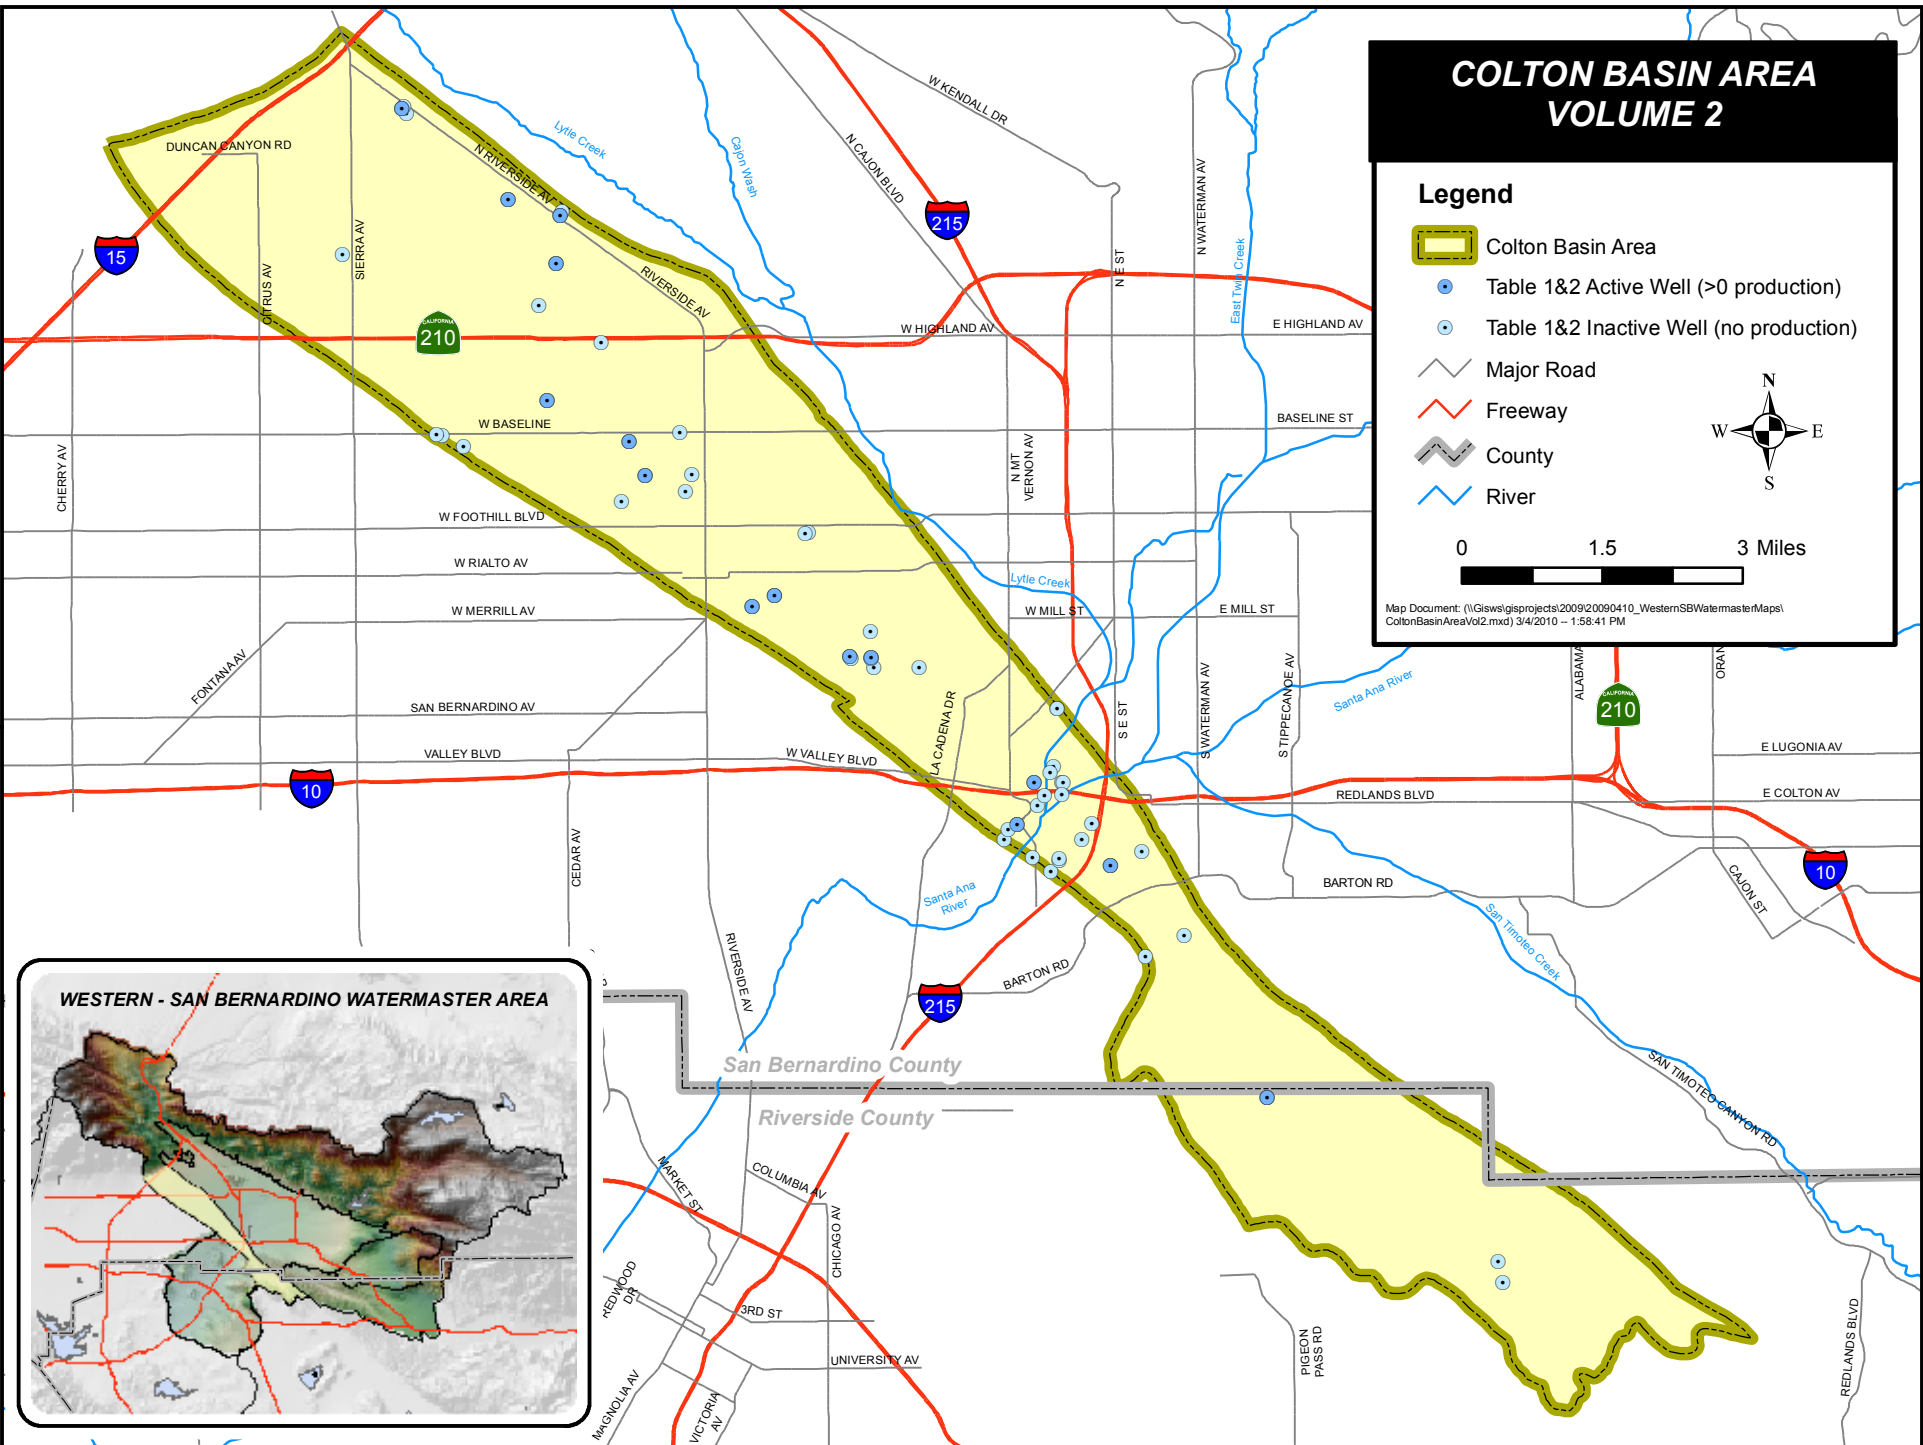 COLTON BASIN AREA
VOLUME 2
Legend
Colton Basin Area
Table 1&2 Active Well (>0 production)
Table 1&2 Inactive Well (no production)
Major Road
Freeway
County
River
N
W
E
S
0
1.5
3 Miles
Map Document: (\\Gisws\gisprojects\2009\20090410_WesternSBWatermasterMaps\
ColtonBasinAreaVol2.mxd) 3/4/2010 -- 1:58:41 PM
W KENDALL DR
Lytle Creek
Cajon Wash
N CAJON BLVD
DUNCAN CANYON RD
N RIVERSIDE AV
N WATERMAN AV
215
15
SIERRA AV
CITRUS AV
N E ST
East Twin Creek
RIVERSIDE AV
CALIFORNIA
210
W HIGHLAND AV
E HIGHLAND AV
W BASELINE
BASELINE ST
CHERRY AV
N MT
VERNON AV
W FOOTHILL BLVD
W RIALTO AV
Lytle Creek
W MERRILL AV
W MILL ST
E MILL ST
FONTANA AV
SAN BERNARDINO AV
LA CADENA DR
S E ST
S WATERMAN AV
S TIPPECANOE AV
Santa Ana River
ALABAMA
ORAN
CALIFORNIA
210
VALLEY BLVD
W VALLEY BLVD
E LUGONIA AV
10
REDLANDS BLVD
E COLTON AV
CEDAR AV
10
Santa Ana
River
BARTON RD
CAJON ST
San Timoteo Creek
RIVERSIDE AV
BARTON RD
215
San Bernardino County
Riverside County
SAN TIMOTEO CANYON RD
MARKET ST
COLUMBIA AV
CHICAGO AV
REDWOOD
DR
3RD ST
UNIVERSITY AV
PIGEON
PASS RD
REDLANDS BLVD
MAGNOLIA AV
VICTORIA
AV
WESTERN - SAN BERNARDINO WATERMASTER AREA